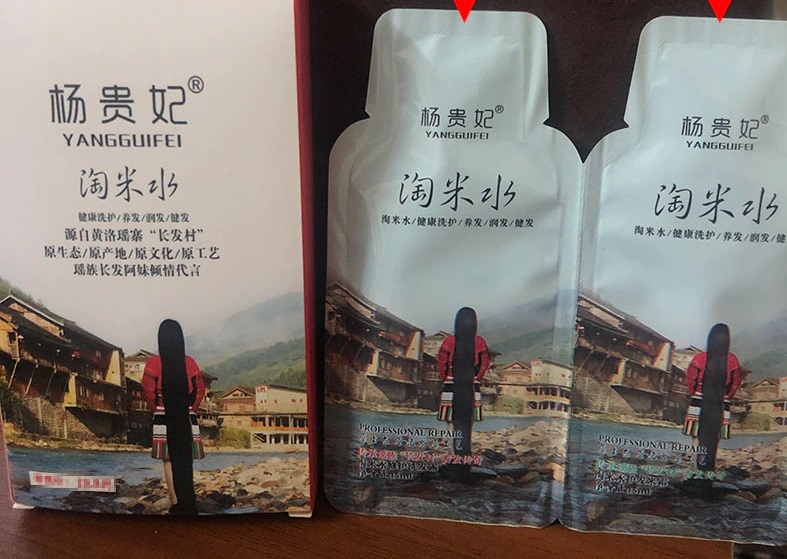 杨贵妃®
YANGGUIFEI
淘米水
健康洗护/养发/润发/健发
源自黄洛瑶寨“长发村”
原生态/原产地/原文化/原工艺
瑶族长发阿妹倾情代言
杨贵妃®
YANGGUIFEI
淘米水
淘米水/健康洗护/养发/润发/健发
PROFESSIONAL REPAIR
杨贵妃®
YANGGUIFEI
淘米水
淘米水/健康洗护/养发/润发/健
PROFESSIONAL REPAIR